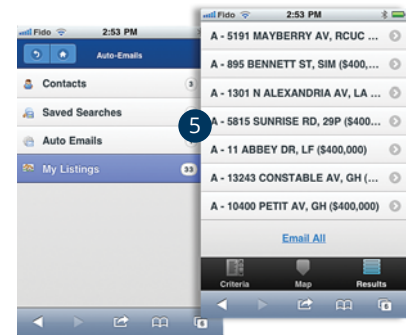 Fido 2:53 PM
Auto-Emails
Contacts 3
Saved Searches
Auto Emails
My Listings 33
6
5
Fido 2:53 PM
A - 5191 MAYBERRY AV, RCUC ...
A - 895 BENNETT ST, SIM ($400,...
A - 1301 N ALEXANDRIA AV, LA ...
A - 5815 SUNRISE RD, 29P ($400...
A - 11 ABBEY DR, LF ($400,000)
A - 13243 CONSTABLE AV, GH (...
A - 10400 PETIT AV, GH ($400,000)
Email All
Criteria Map Results
6